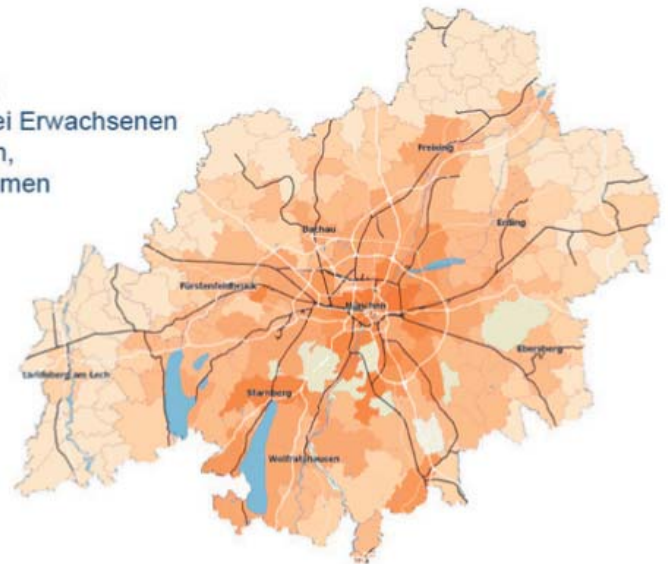 ei Erwachsenen
n,
men
Freising
Erding
Dachau
Fürstenfeldbruck
München
Ebersberg
Landsberg am Lech
Starnberg
Wolfratshausen